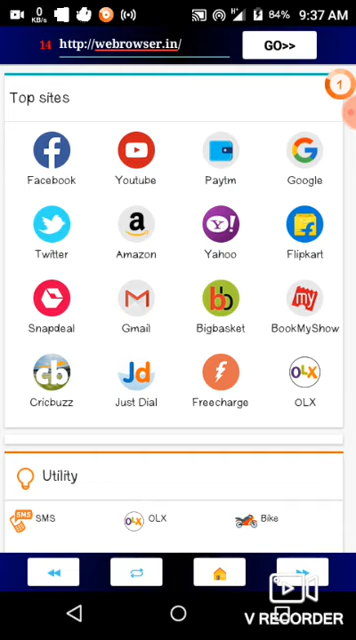 0
KB/s
84% 9:37 AM
14 http://webrowser.in/ GO>>
1
Top sites
Facebook Youtube Paytm Google
Twitter Amazon Yahoo Flipkart
Snapdeal Gmail Bigbasket BookMyShow
Cricbuzz Just Dial Freecharge OLX
Utility
SMS OLX Bike
V RECORDER